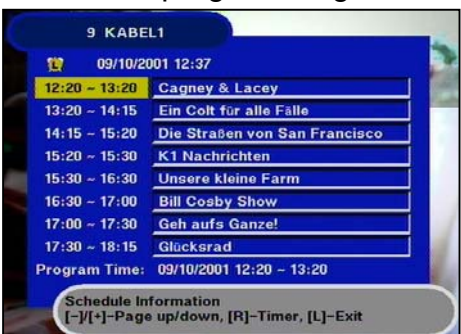 9 KABEL1
09/10/2001 12:37
12:20 ~ 13:20 Cagney & Lacey
13:20 ~ 14:15 Ein Colt für alle Fälle
14:15 ~ 15:20 Die Straßen von San Francisco
15:20 ~ 15:30 K1 Nachrichten
15:30 ~ 16:30 Unsere kleine Farm
16:30 ~ 17:00 Bill Cosby Show
17:00 ~ 17:30 Geh aufs Ganze!
17:30 ~ 18:15 Glücksrad
Program Time: 09/10/2001 12:20 ~ 13:20
Schedule Information
[-]/[+]-Page up/down, [R]-Timer, [L]-Exit